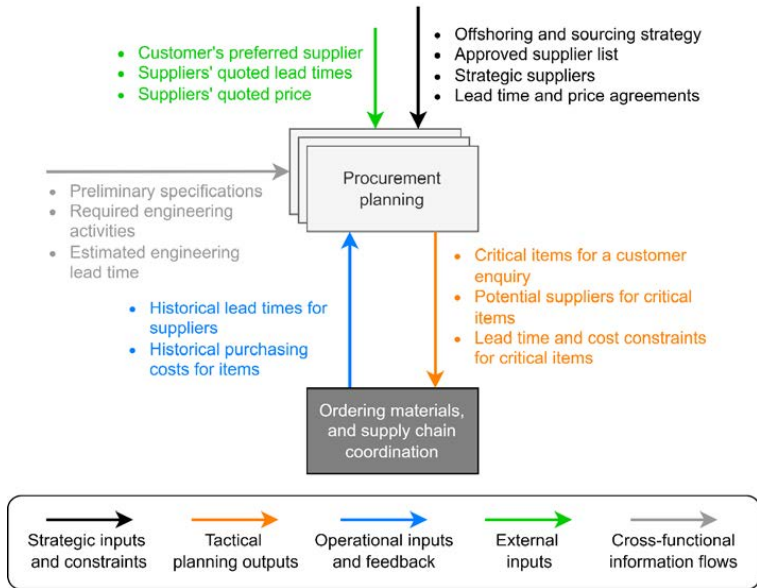 • Customer's preferred supplier
• Suppliers' quoted lead times
• Suppliers' quoted price
• Offshoring and sourcing strategy
• Approved supplier list
• Strategic suppliers
• Lead time and price agreements
Procurement
planning
• Preliminary specifications
• Required engineering
activities
• Estimated engineering
lead time
• Historical lead times for
suppliers
• Historical purchasing
costs for items
• Critical items for a customer
enquiry
• Potential suppliers for critical
items
• Lead time and cost constraints
for critical items
Ordering materials,
and supply chain
coordination
Strategic inputs
and constraints
Tactical
planning outputs
Operational inputs
and feedback
External
inputs
Cross-functional
information flows